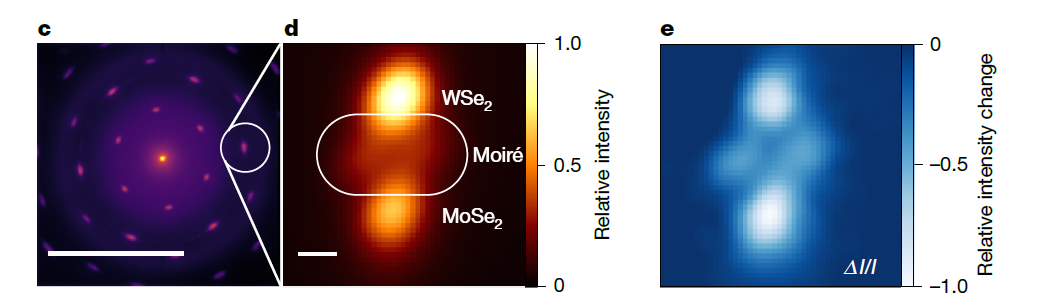 c
d
e
1.0
0.5
0
WSe₂
Moiré
MoSe₂
Relative intensity
0
−0.5
−1.0
Relative intensity change
ΔI/I